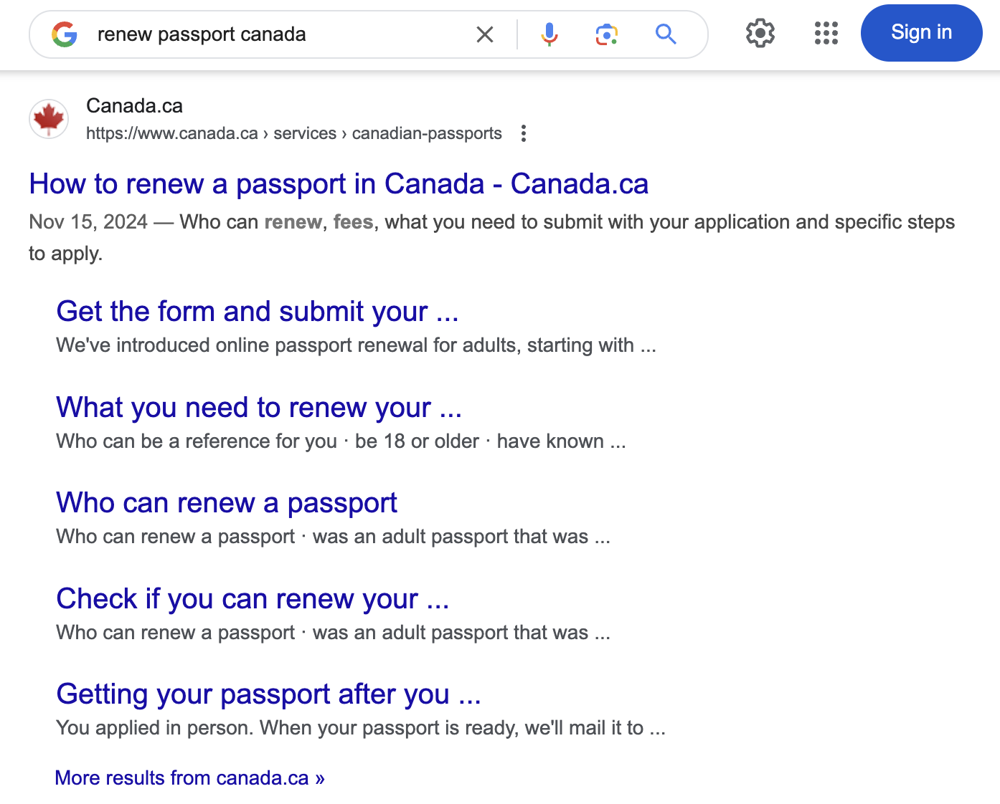 renew passport canada
Sign in
Canada.ca
https://www.canada.ca › services › canadian-passports
How to renew a passport in Canada - Canada.ca
Nov 15, 2024 — Who can renew, fees, what you need to submit with your application and specific steps
to apply.
Get the form and submit your ...
We've introduced online passport renewal for adults, starting with ...
What you need to renew your ...
Who can be a reference for you · be 18 or older · have known ...
Who can renew a passport
Who can renew a passport · was an adult passport that was ...
Check if you can renew your ...
Who can renew a passport · was an adult passport that was ...
Getting your passport after you ...
You applied in person. When your passport is ready, we'll mail it to ...
More results from canada.ca »